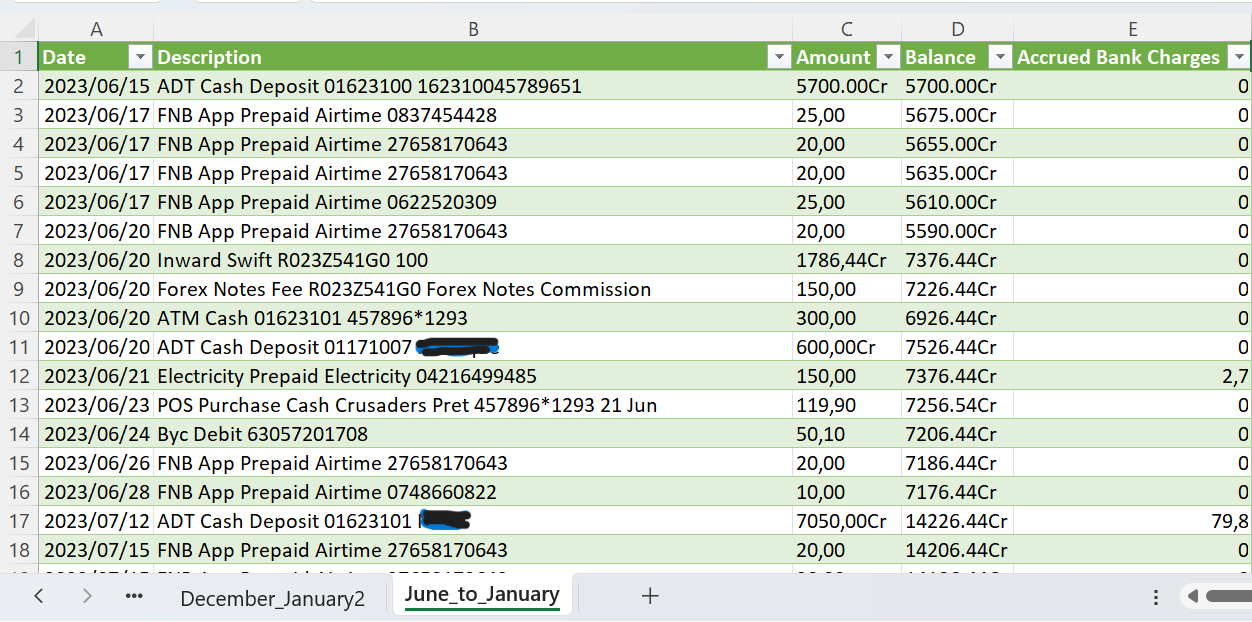 A B C D E
1 Date Description Amount Balance Accrued Bank Charges
2 2023/06/15 ADT Cash Deposit 01623100 162310045789651 5700.00Cr 5700.00Cr 0
3 2023/06/17 FNB App Prepaid Airtime 0837454428 25,00 5675.00Cr 0
4 2023/06/17 FNB App Prepaid Airtime 27658170643 20,00 5655.00Cr 0
5 2023/06/17 FNB App Prepaid Airtime 27658170643 20,00 5635.00Cr 0
6 2023/06/17 FNB App Prepaid Airtime 0622520309 25,00 5610.00Cr 0
7 2023/06/20 FNB App Prepaid Airtime 27658170643 20,00 5590.00Cr 0
8 2023/06/20 Inward Swift R023Z541G0 100 1786,44Cr 7376.44Cr 0
9 2023/06/20 Forex Notes Fee R023Z541G0 Forex Notes Commission 150,00 7226.44Cr 0
10 2023/06/20 ATM Cash 01623101 457896*1293 300,00 6926.44Cr 0
11 2023/06/20 ADT Cash Deposit 01171007 600,00Cr 7526.44Cr 0
12 2023/06/21 Electricity Prepaid Electricity 04216499485 150,00 7376.44Cr 2,7
13 2023/06/23 POS Purchase Cash Crusaders Pret 457896*1293 21 Jun 119,90 7256.54Cr 0
14 2023/06/24 Byc Debit 63057201708 50,10 7206.44Cr 0
15 2023/06/26 FNB App Prepaid Airtime 27658170643 20,00 7186.44Cr 0
16 2023/06/28 FNB App Prepaid Airtime 0748660822 10,00 7176.44Cr 0
17 2023/07/12 ADT Cash Deposit 01623101 7050,00Cr 14226.44Cr 79,8
18 2023/07/15 FNB App Prepaid Airtime 27658170643 20,00 14206.44Cr 0
December_January2 June_to_January